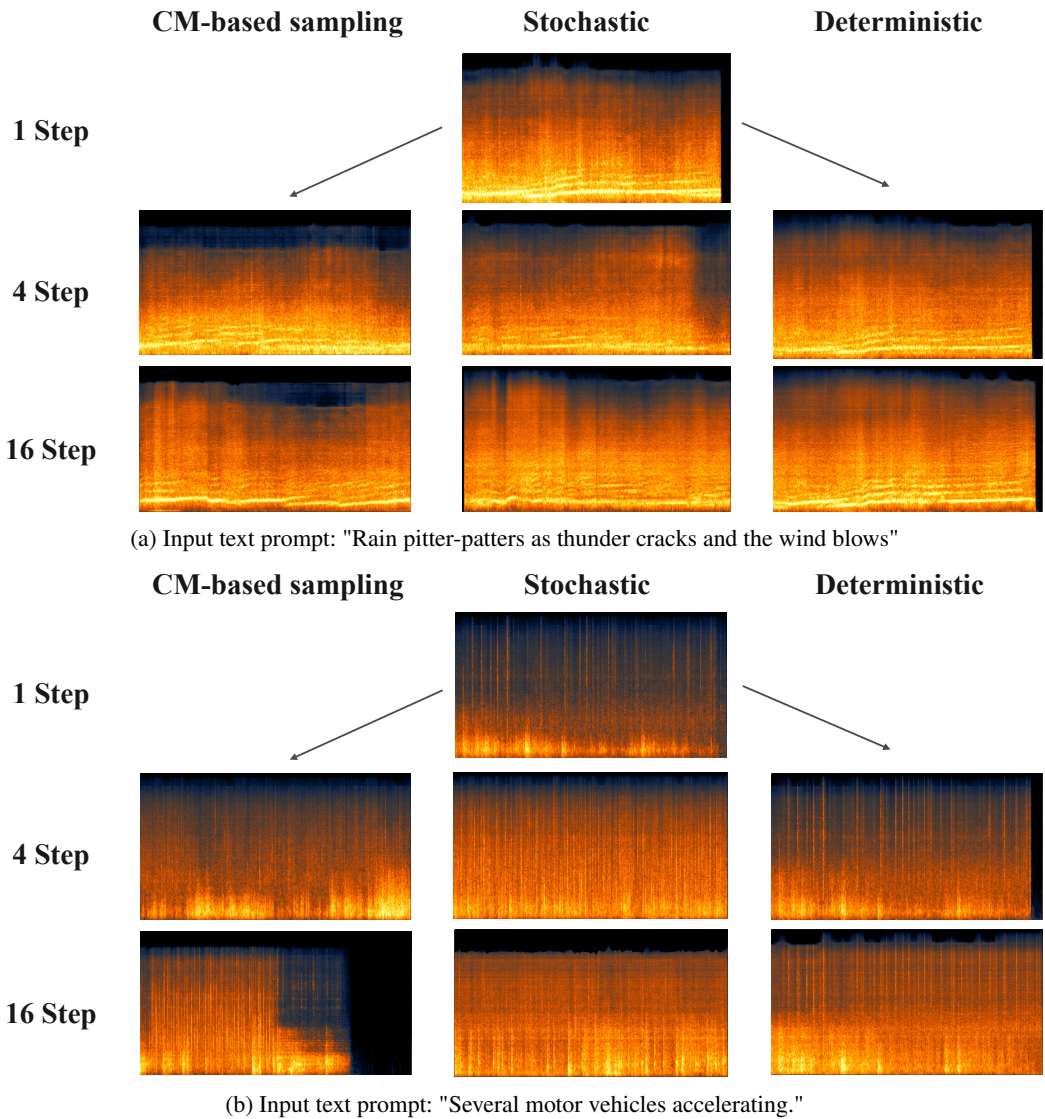 CM-based sampling Stochastic Deterministic
1 Step
4 Step
16 Step
(a) Input text prompt: "Rain pitter-patters as thunder cracks and the wind blows"
CM-based sampling Stochastic Deterministic
1 Step
4 Step
16 Step
(b) Input text prompt: "Several motor vehicles accelerating."